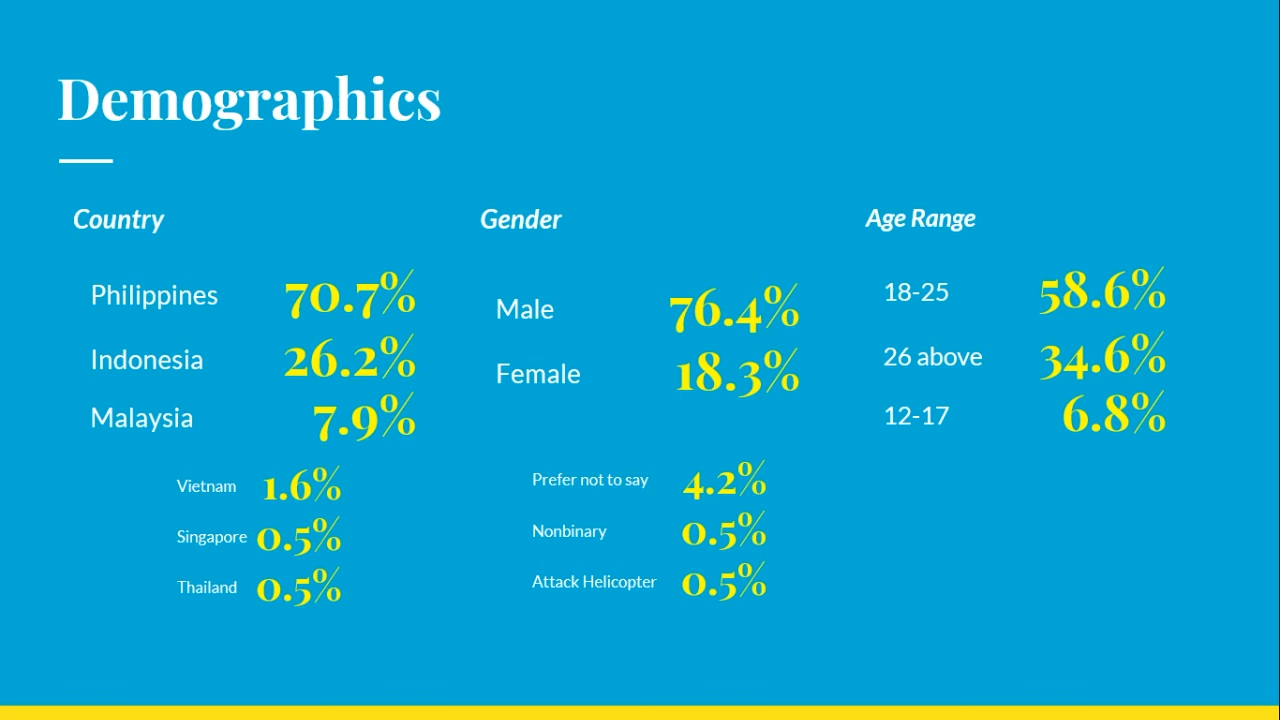 Demographics
Country
Philippines 70.7%
Indonesia 26.2%
Malaysia 7.9%
Vietnam 1.6%
Singapore 0.5%
Thailand 0.5%
Gender
Male 76.4%
Female 18.3%
Prefer not to say 4.2%
Nonbinary 0.5%
Attack Helicopter 0.5%
Age Range
18-25 58.6%
26 above 34.6%
12-17 6.8%